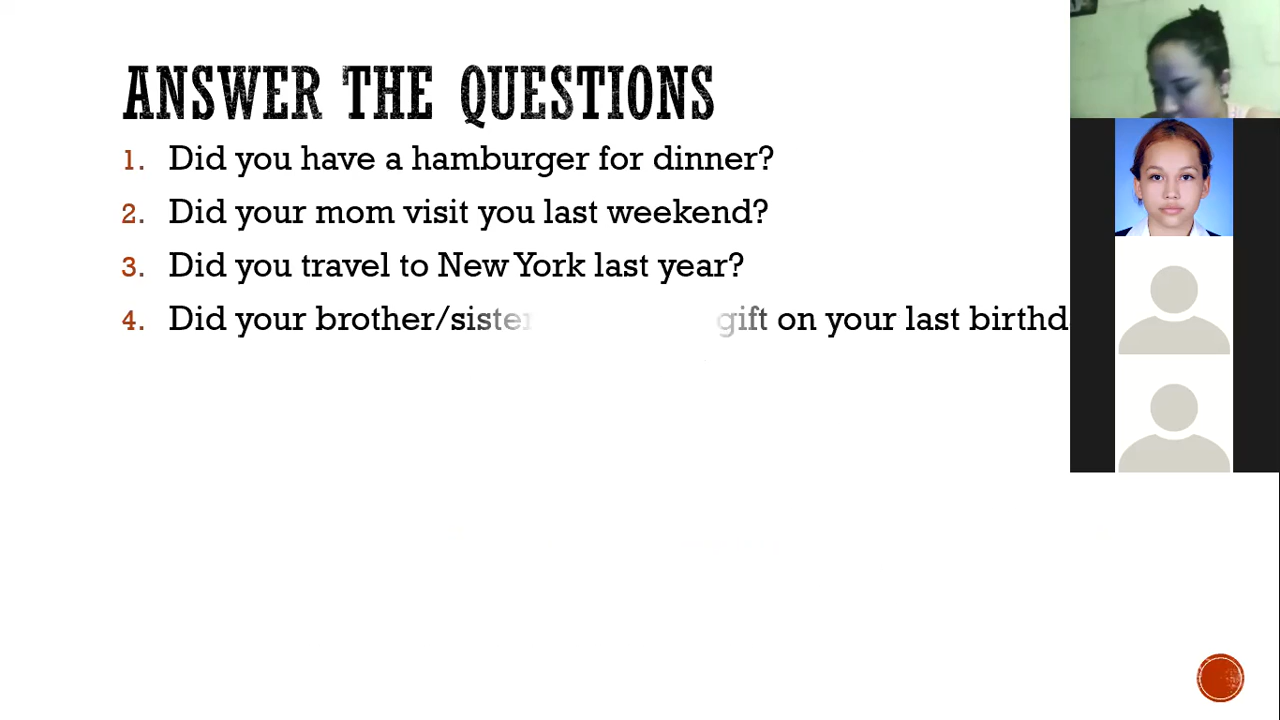 ANSWER THE QUESTIONS
1. Did you have a hamburger for dinner?
2. Did your mom visit you last weekend?
3. Did you travel to New York last year?
4. Did your brother/sister gift on your last birthd